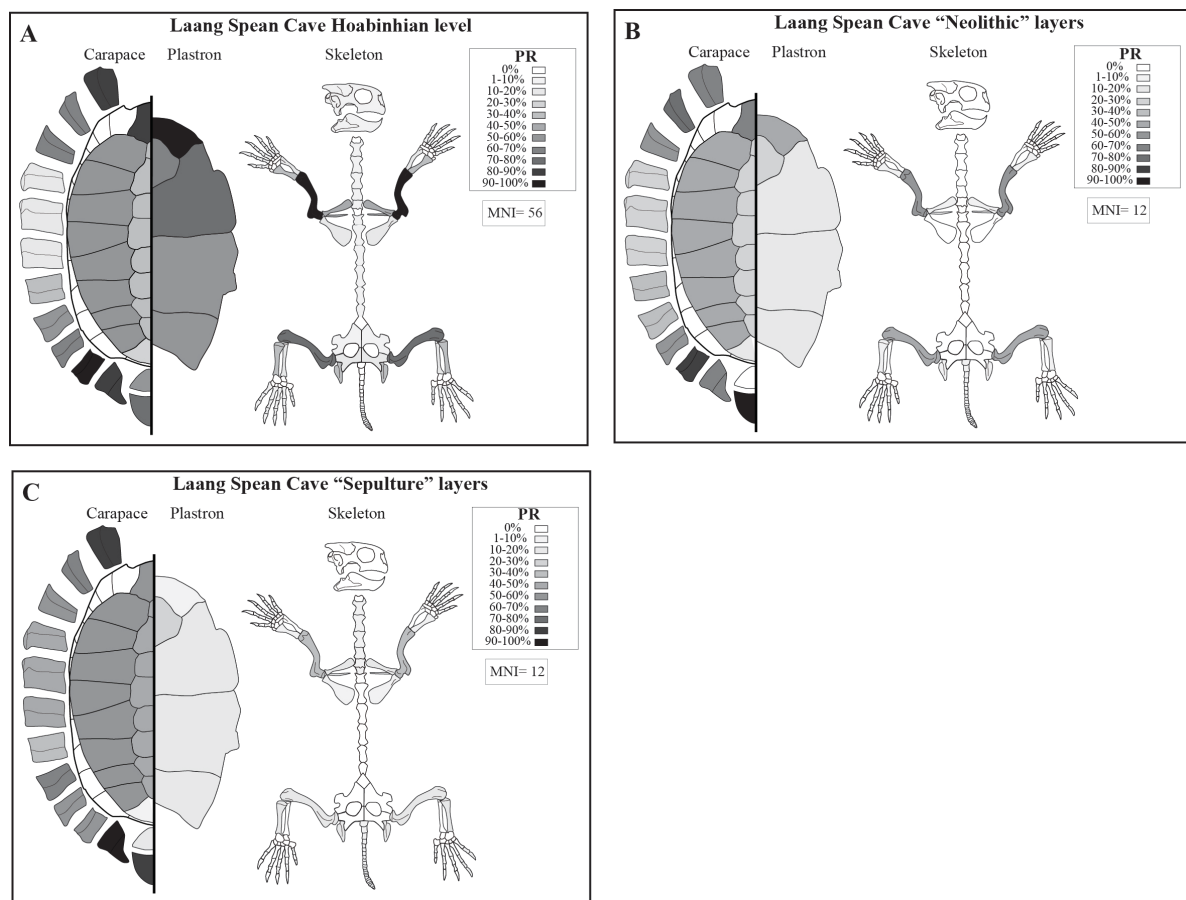 A
Laang Spean Cave Hoabinhian level
Carapace Plastron Skeleton
PR
0%
1-10%
10-20%
20-30%
30-40%
40-50%
50-60%
60-70%
70-80%
80-90%
90-100%
MNI= 56
B
Laang Spean Cave “Neolithic” layers
Carapace Plastron Skeleton
PR
0%
1-10%
10-20%
20-30%
30-40%
40-50%
50-60%
60-70%
70-80%
80-90%
90-100%
MNI= 12
C
Laang Spean Cave “Sepulture” layers
Carapace Plastron Skeleton
PR
0%
1-10%
10-20%
20-30%
30-40%
40-50%
50-60%
60-70%
70-80%
80-90%
90-100%
MNI= 12